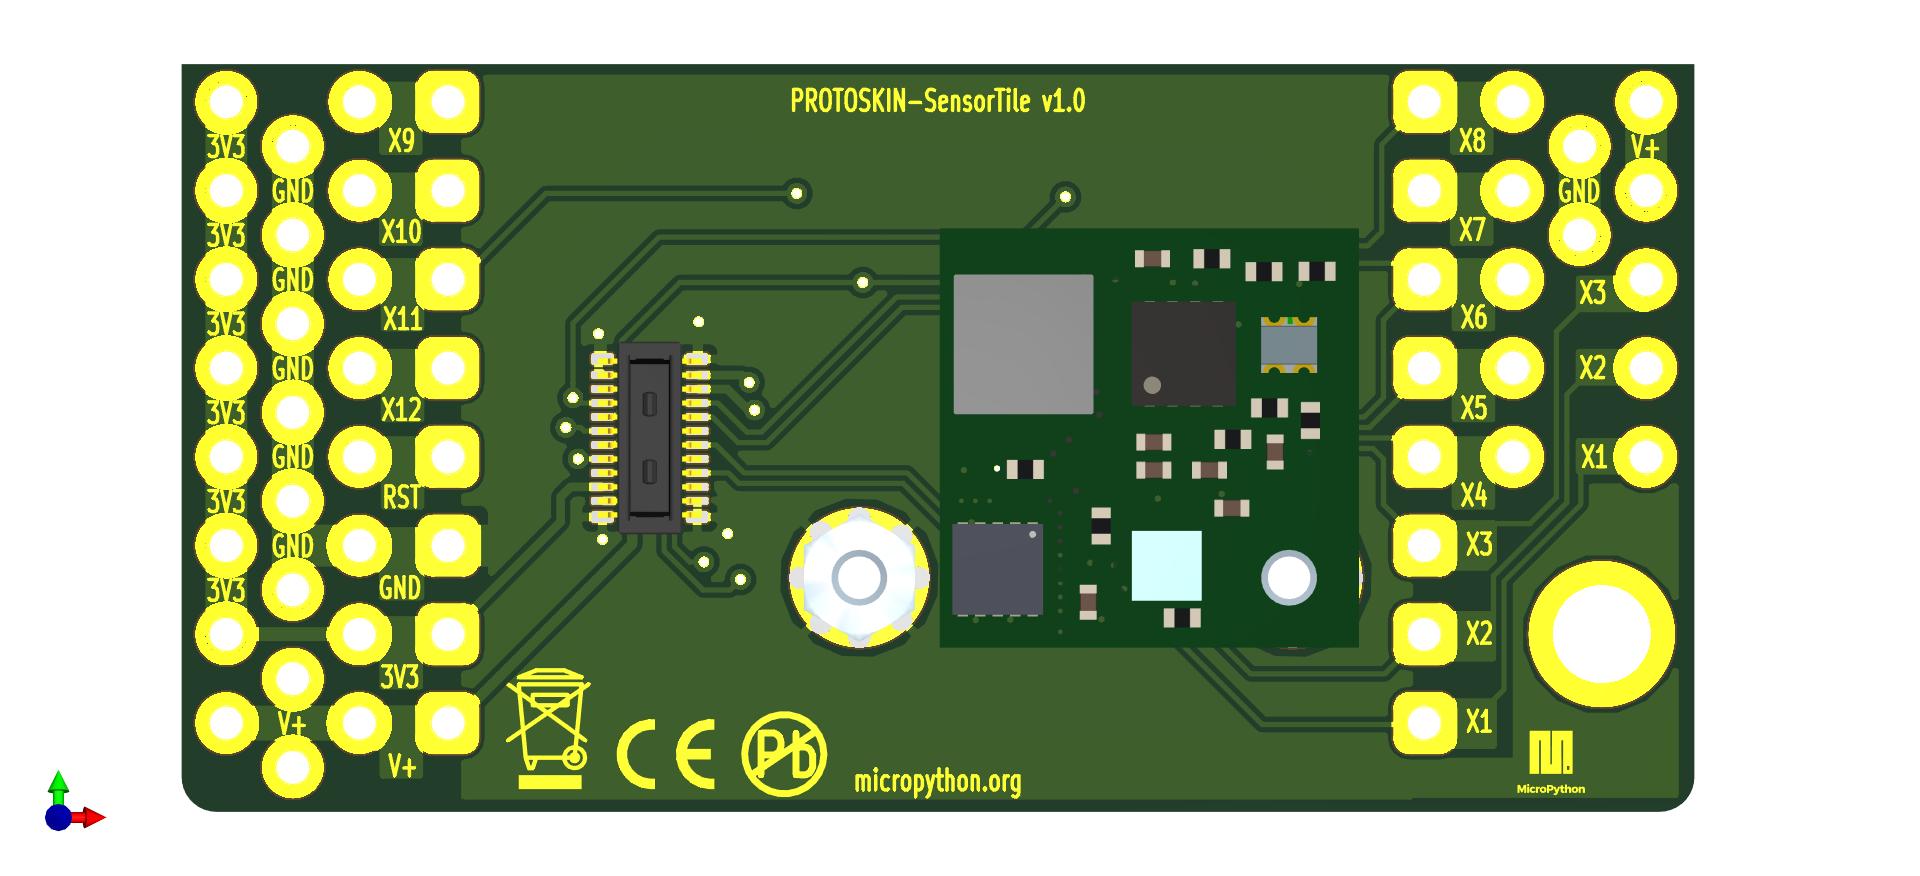 PROTOSKIN-SensorTile v1.0
3V3
X9
X8
V+
GND
GND
3V3
X10
X7
GND
X3
3V3
X11
X6
GND
X2
3V3
X12
X5
GND
X1
3V3
RST
X4
GND
X3
3V3
GND
X2
3V3
V+
X1
V+
CE
Pb
micropython.org
MicroPython